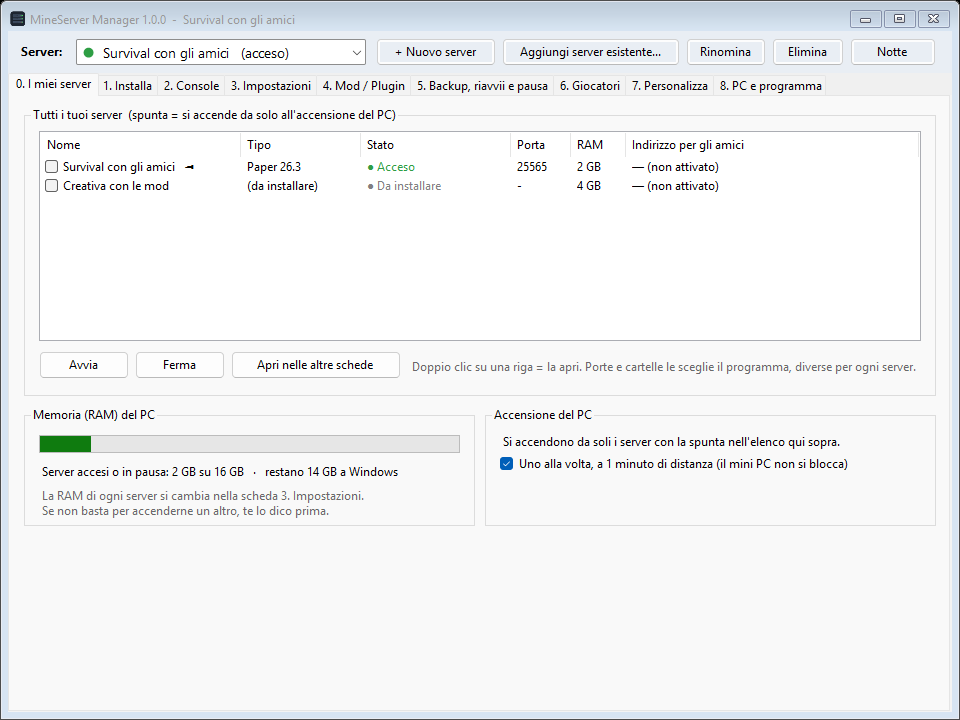 MineServer Manager 1.0.0 - Survival con gli amici
Server: Survival con gli amici (acceso) + Nuovo server Aggiungi server esistente... Rinomina Elimina Notte
0. I miei server 1. Installa 2. Console 3. Impostazioni 4. Mod / Plugin 5. Backup, riavvii e pausa 6. Giocatori 7. Personalizza 8. PC e programma
Tutti i tuoi server (spunta = si accende da solo all'accensione del PC)
Nome Tipo Stato Porta RAM Indirizzo per gli amici
Survival con gli amici ◄ Paper 26.3 ● Acceso 25565 2 GB — (non attivato)
Creativa con le mod (da installare) ● Da installare - 4 GB — (non attivato)
Avvia Ferma Apri nelle altre schede Doppio clic su una riga = la apri. Porte e cartelle le sceglie il programma, diverse per ogni server.
Memoria (RAM) del PC
Server accesi o in pausa: 2 GB su 16 GB · restano 14 GB a Windows
La RAM di ogni server si cambia nella scheda 3. Impostazioni.
Se non basta per accenderne un altro, te lo dico prima.
Accensione del PC
Si accendono da soli i server con la spunta nell'elenco qui sopra.
Uno alla volta, a 1 minuto di distanza (il mini PC non si blocca)